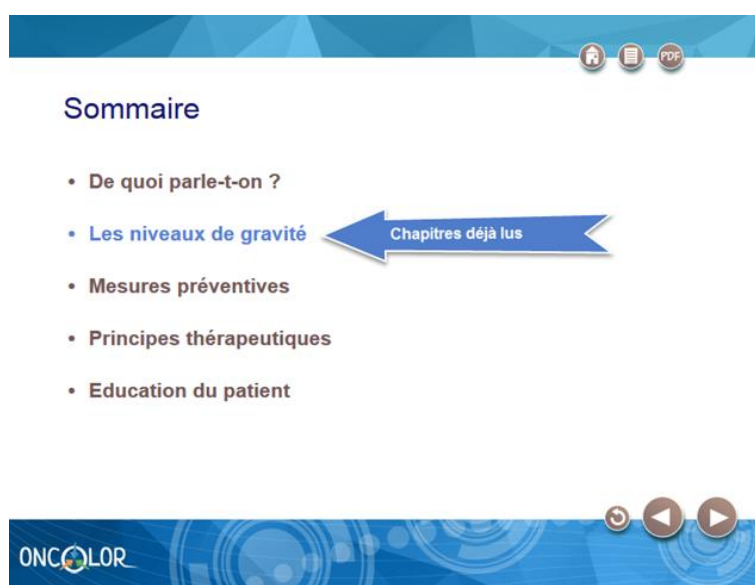 PDF
Sommaire
• De quoi parle-t-on ?
• Les niveaux de gravité
Chapitres déjà lus
• Mesures préventives
• Principes thérapeutiques
• Education du patient
ONCOLOR